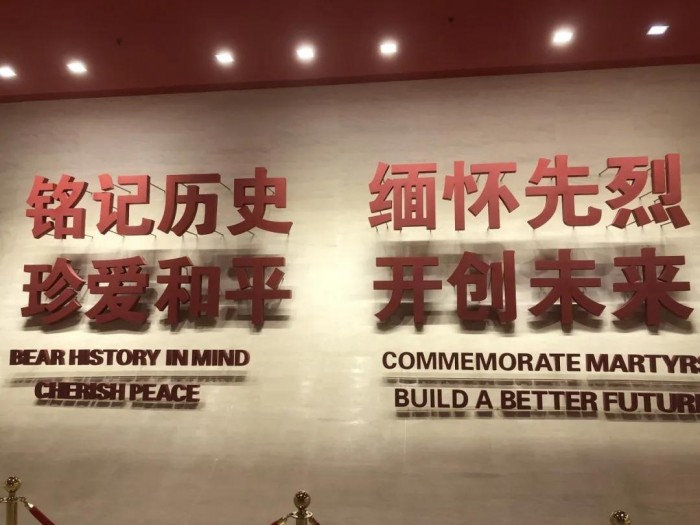 铭记历史
珍爱和平
BEAR HISTORY IN MIND
CHERISH PEACE
缅怀先烈
开创未来
COMMEMORATE MARTYRS
BUILD A BETTER FUTURE